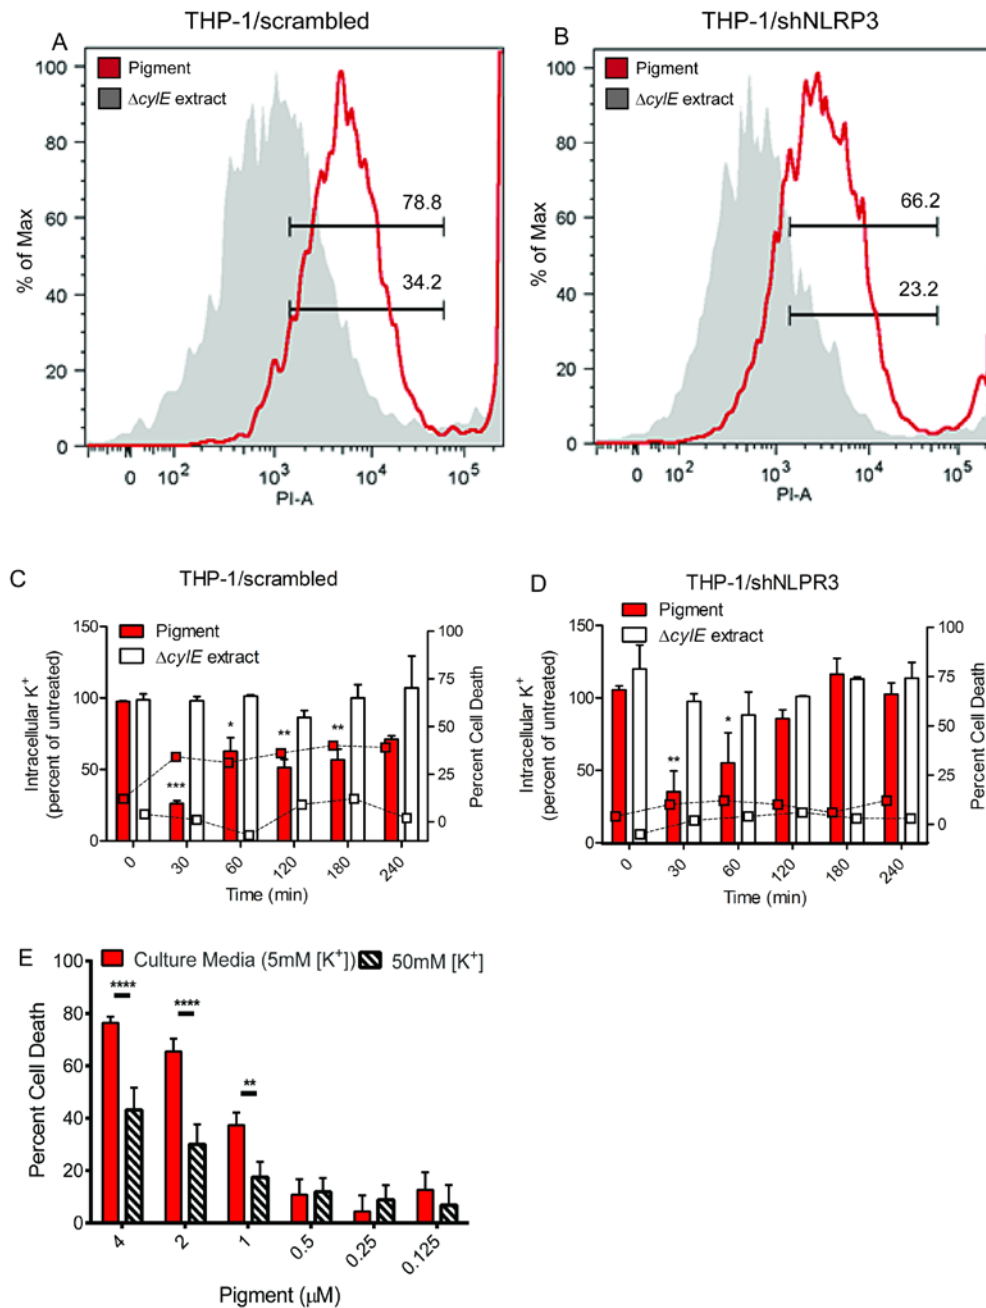 THP-1/scrambled
A
Pigment
ΔcylE extract
100
80
60
40
20
0
% of Max
78.8
34.2
0 10² 10³ 10⁴ 10⁵
PI-A
THP-1/shNLRP3
B
Pigment
ΔcylE extract
100
80
60
40
20
0
% of Max
66.2
23.2
0 10² 10³ 10⁴ 10⁵
PI-A
C
THP-1/scrambled
Pigment
ΔcylE extract
150
100
50
0
Intracellular K⁺
(percent of untreated)
100
75
50
25
0
Percent Cell Death
***
*
**
**
0 30 60 120 180 240
Time (min)
D
THP-1/shNLPR3
Pigment
ΔcylE extract
150
100
50
0
Intracellular K⁺
(percent of untreated)
100
75
50
25
0
Percent Cell Death
**
*
0 30 60 120 180 240
Time (min)
E
Culture Media (5mM [K⁺]) 50mM [K⁺]
100
80
60
40
20
0
Percent Cell Death
****
****
**
4 2 1 0.5 0.25 0.125
Pigment (μM)